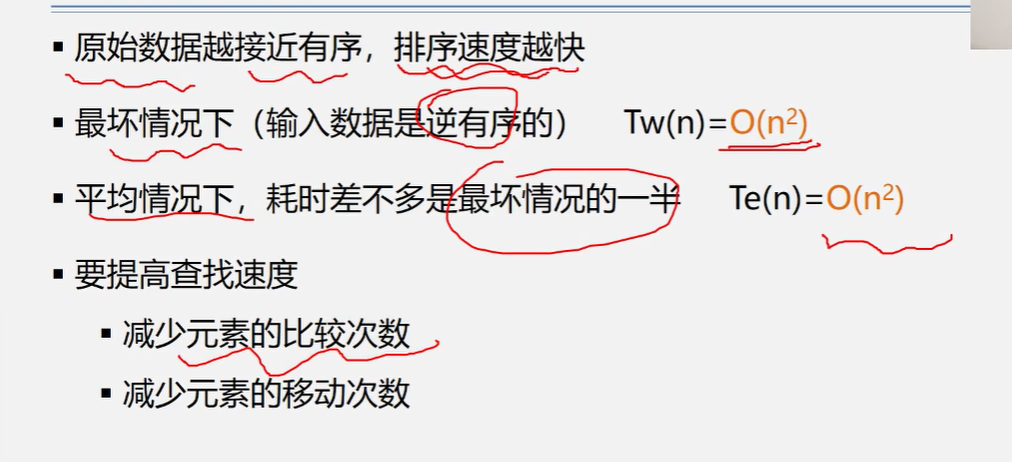 ▪ 原始数据越接近有序，排序速度越快
▪ 最坏情况下（输入数据是逆有序的） Tw(n)=O(n²)
▪ 平均情况下，耗时差不多是最坏情况的一半 Te(n)=O(n²)
▪ 要提高查找速度
▪ 减少元素的比较次数
▪ 减少元素的移动次数